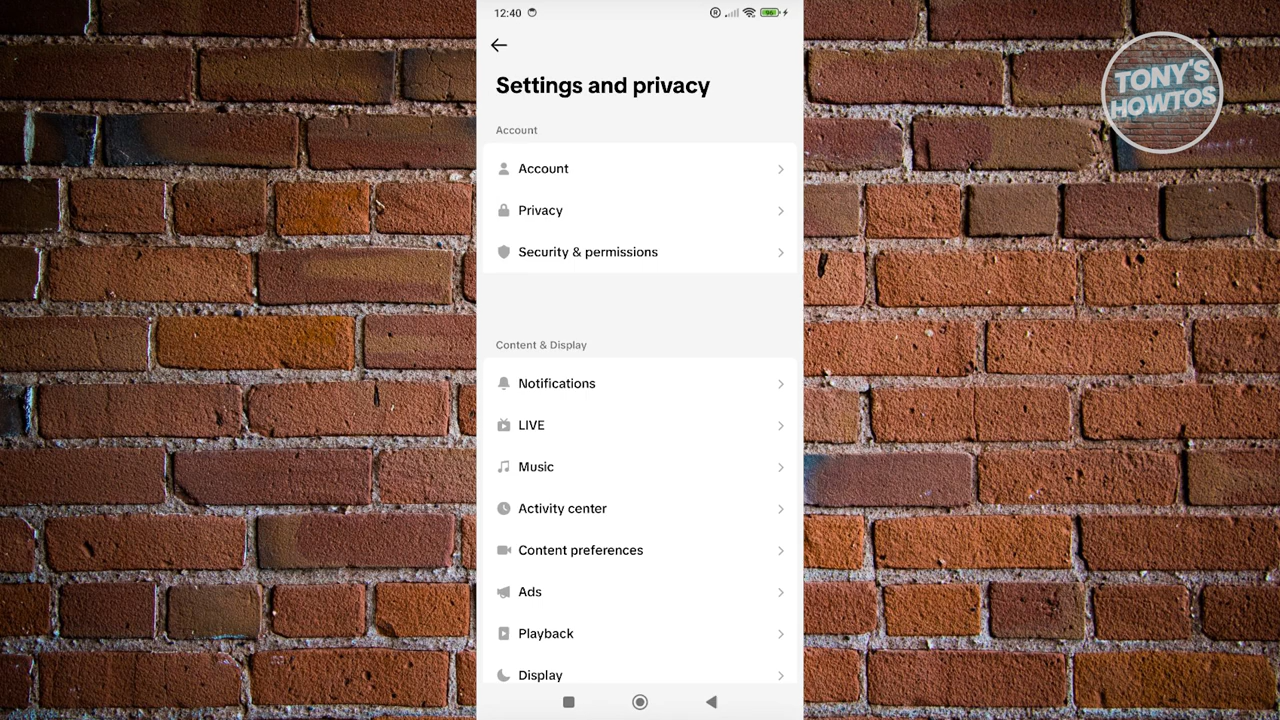 12:40
96
TONY'S
HOWTOS
Settings and privacy
Account
Account
Privacy
Security & permissions
Content & Display
Notifications
LIVE
Music
Activity center
Content preferences
Ads
Playback
Display